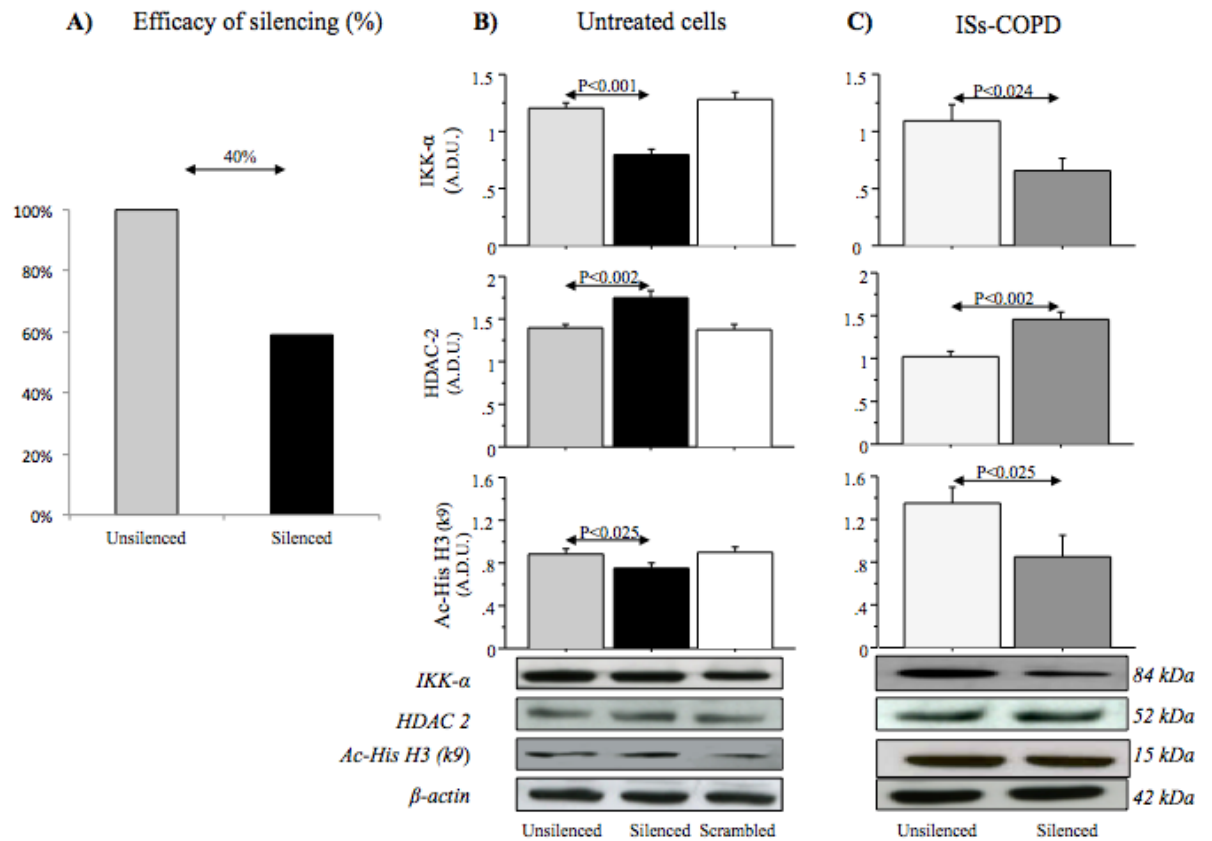 A) Efficacy of silencing (%)
40%
100%
80%
60%
40%
20%
0%
Unsilenced Silenced
B) Untreated cells
IKK-α
(A.D.U.)
1.5
1
.5
0
P<0.001
HDAC-2
(A.D.U.)
2
1.5
1
.5
0
P<0.002
Ac-His H3 (k9)
(A.D.U.)
1.6
1.2
.8
.4
0
P<0.025
C) ISs-COPD
1.5
1
.5
0
P<0.024
2
1.5
1
.5
0
P<0.002
1.6
1.2
.8
.4
0
P<0.025
IKK-α 84 kDa
HDAC 2 52 kDa
Ac-His H3 (k9) 15 kDa
β-actin 42 kDa
Unsilenced Silenced Scrambled Unsilenced Silenced